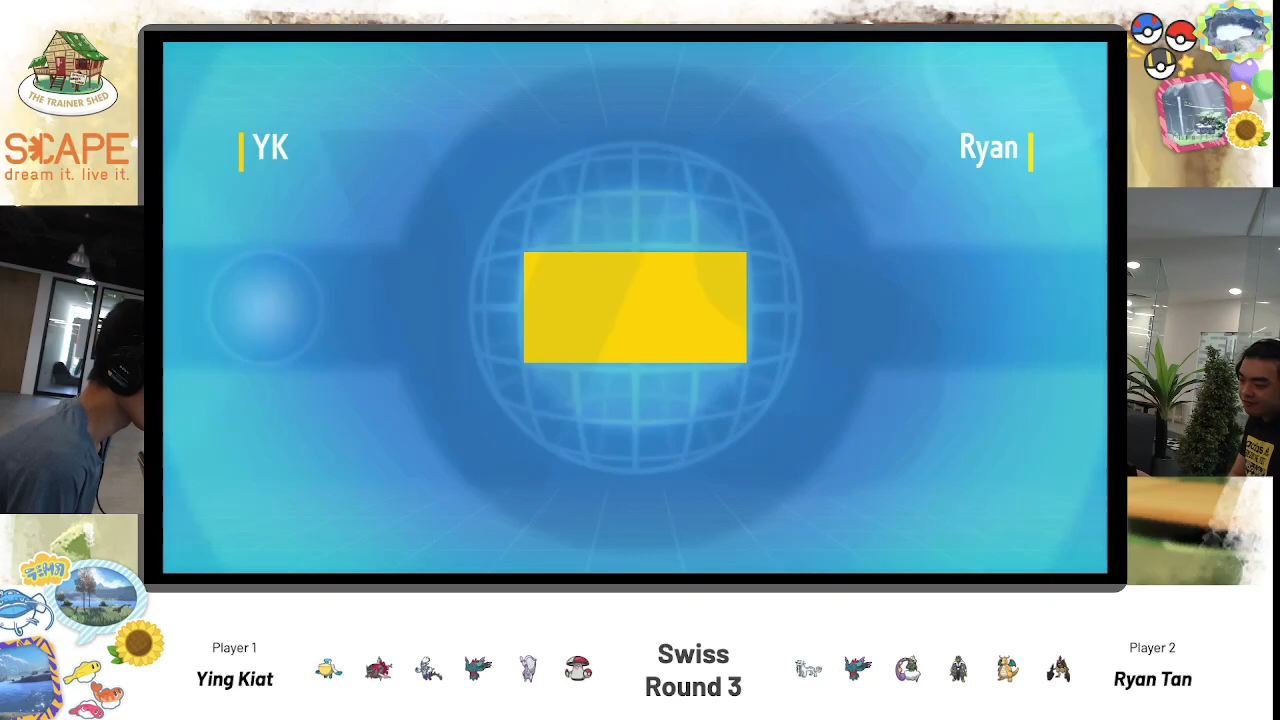 THE TRAINER SHED
SCAPE
dream it. live it.
YK
Ryan
Player 1
Ying Kiat
Swiss
Round 3
Player 2
Ryan Tan